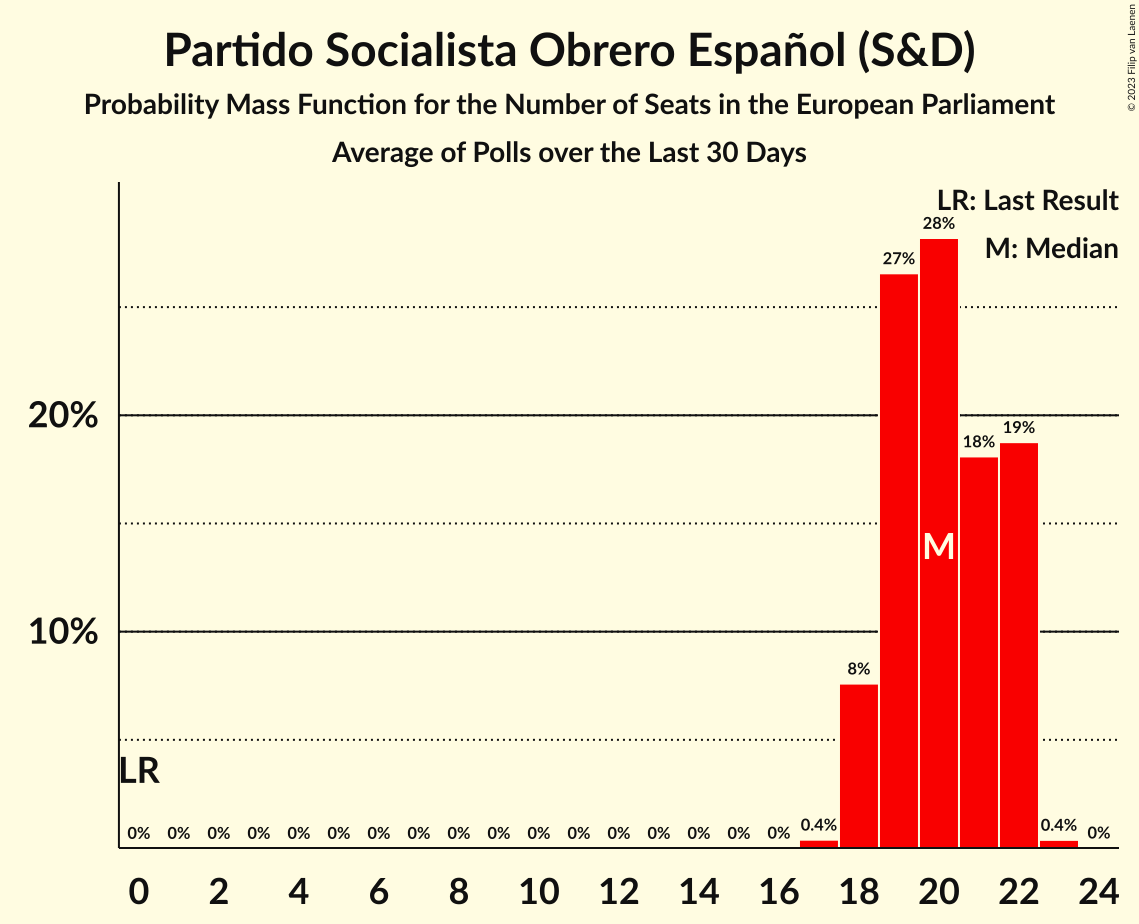 Partido Socialista Obrero Español (S&D)
Probability Mass Function for the Number of Seats in the European Parliament
Average of Polls over the Last 30 Days
© 2023 Filip van Laenen
LR: Last Result
M: Median
28%
27%
20%
19%
18%
M
10%
8%
LR
0% 0% 0% 0% 0% 0% 0% 0% 0% 0% 0% 0% 0% 0% 0% 0% 0% 0.4% 0.4% 0%
0 2 4 6 8 10 12 14 16 18 20 22 24